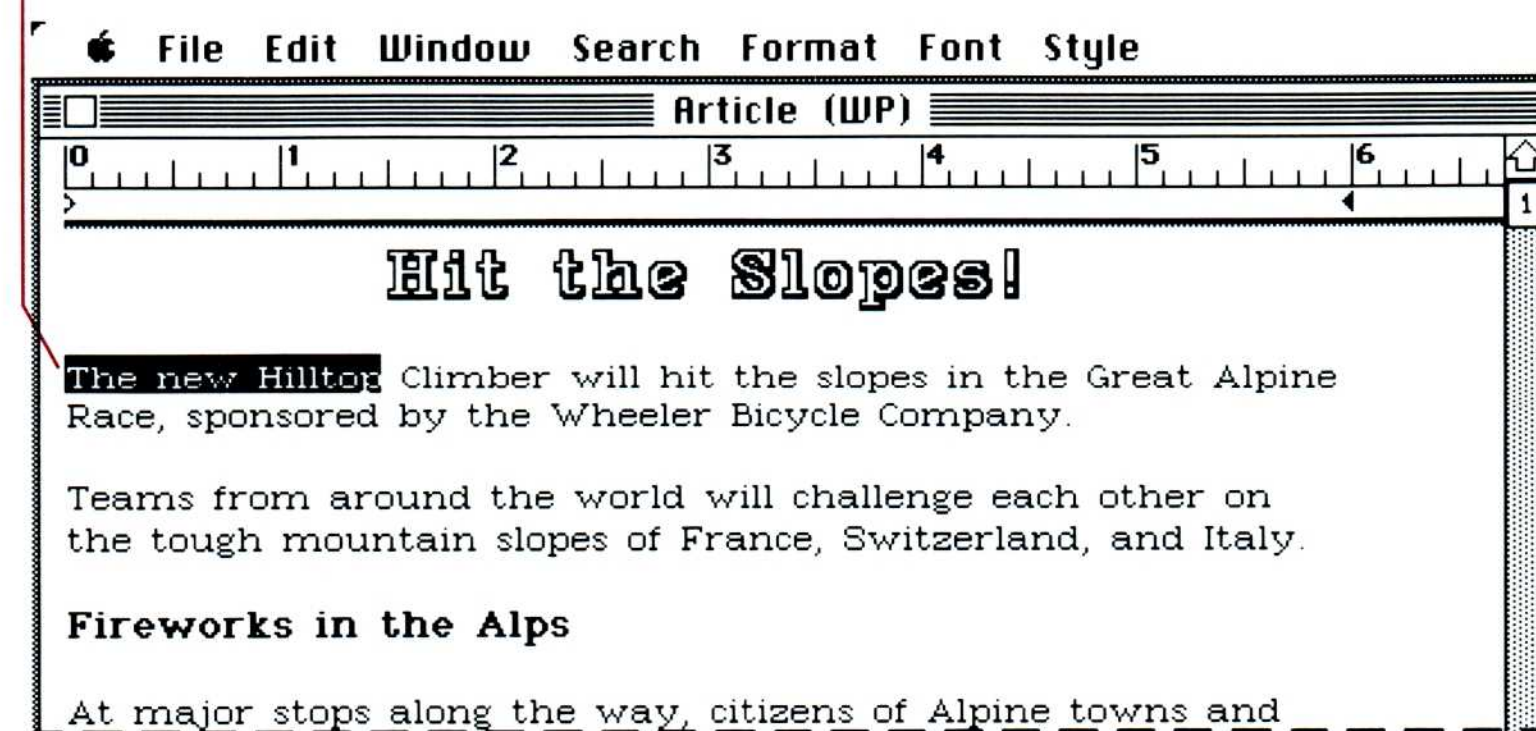 File Edit Window Search Format Font Style
Article (WP)
0 1 2 3 4 5 6
1
Hit the Slopes!
The new Hilltop Climber will hit the slopes in the Great Alpine
Race, sponsored by the Wheeler Bicycle Company.
Teams from around the world will challenge each other on
the tough mountain slopes of France, Switzerland, and Italy.
Fireworks in the Alps
At major stops along the way, citizens of Alpine towns and